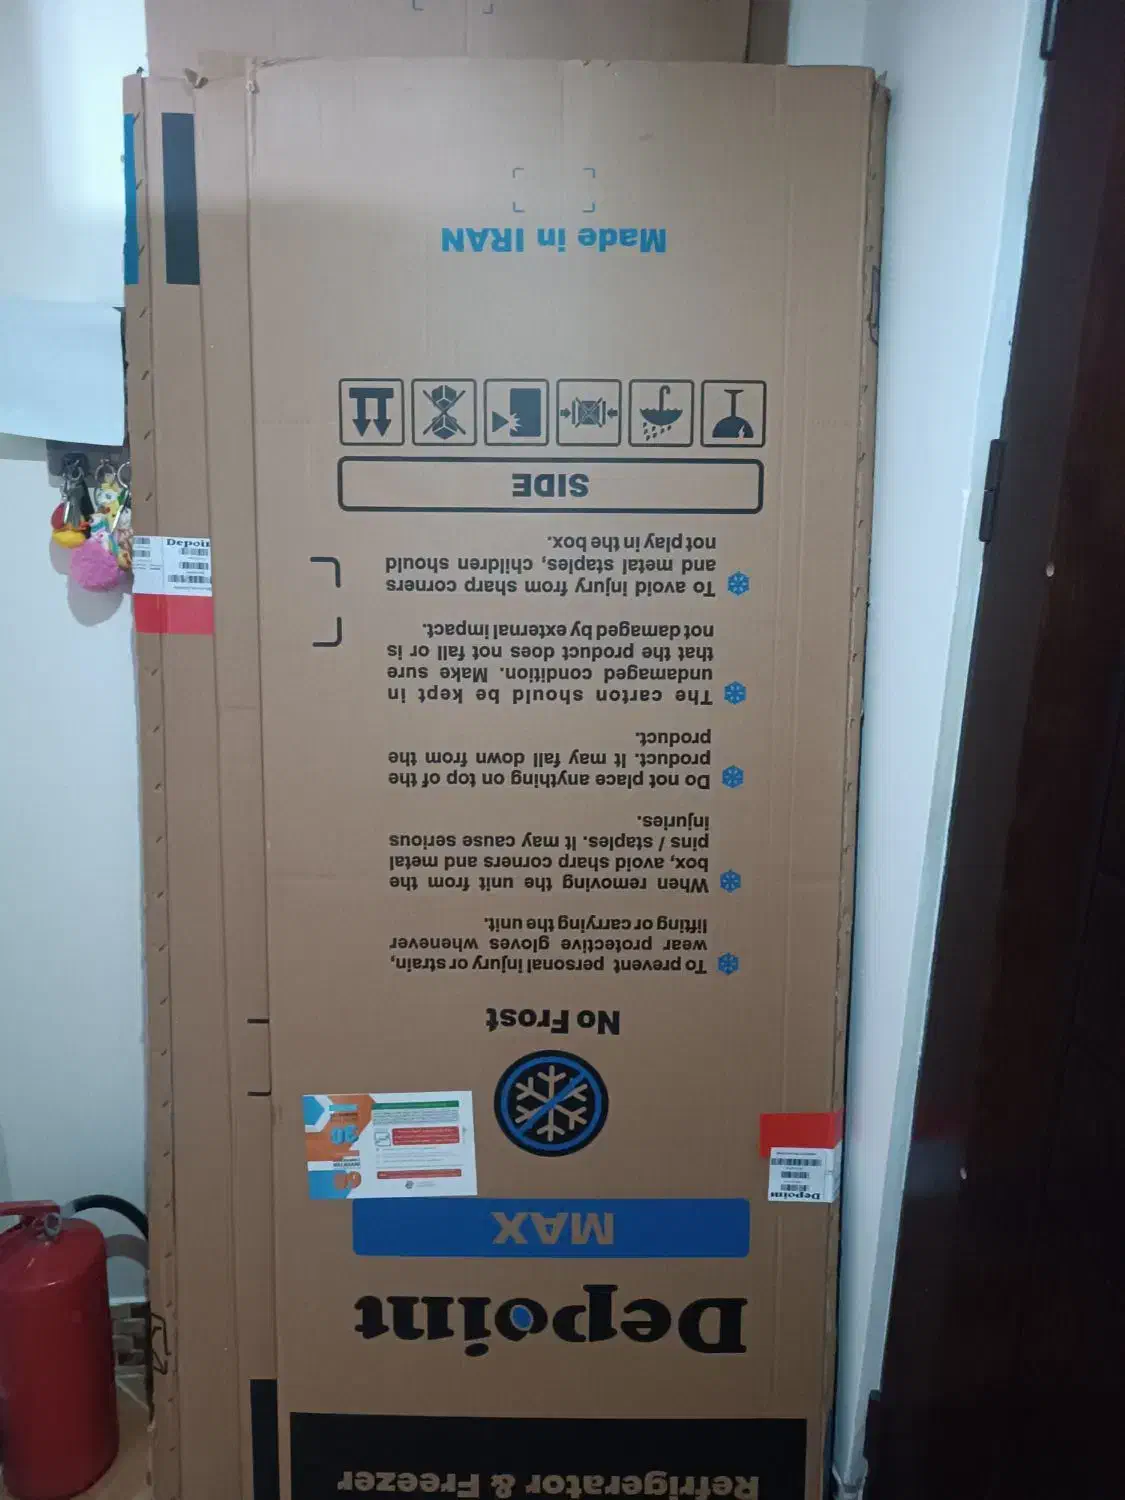 Refrigerator & Freezer
Depoint
MAX
No Frost
To prevent personal injury or strain,
wear protective gloves whenever
lifting or carrying the unit.
When removing the unit from the
box, avoid sharp corners and metal
pins / staples. It may cause serious
injuries.
Do not place anything on top of the
product. It may fall down from the
product.
The carton should be kept in
undamaged condition. Make sure
that the product does not fall or is
not damaged by external impact.
To avoid injury from sharp corners
and metal staples, children should
not play in the box.
SIDE
Made in IRAN
Depoint
Depoin